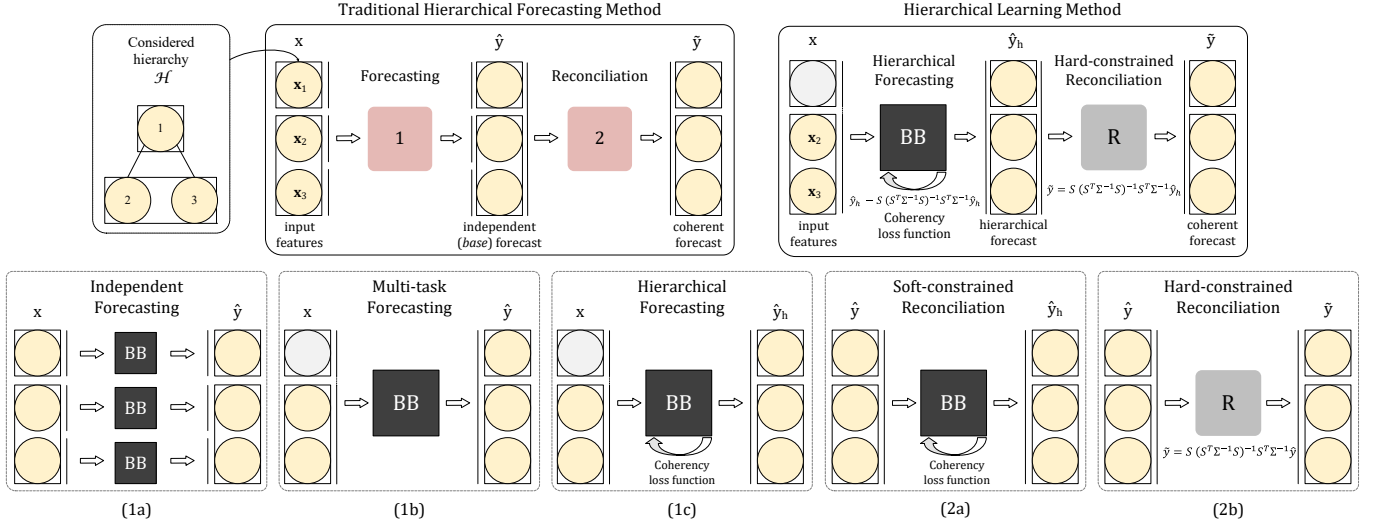 Traditional Hierarchical Forecasting Method
Hierarchical Learning Method
Considered
hierarchy
ℋ
1
2
3
x
ŷ
ỹ
x₁
x₂
x₃
Forecasting
Reconciliation
1
2
input
features
independent
(base) forecast
coherent
forecast
x
ŷₕ
ỹ
Hierarchical
Forecasting
Hard-constrained
Reconciliation
x₂
x₃
BB
R
ŷₕ − S (SᵀΣ⁻¹S)⁻¹SᵀΣ⁻¹ŷₕ
ỹ = S (SᵀΣ⁻¹S)⁻¹SᵀΣ⁻¹ŷₕ
Coherency
loss function
input
features
hierarchical
forecast
coherent
forecast
Independent
Forecasting
x
ŷ
BB
BB
BB
(1a)
Multi-task
Forecasting
x
ŷ
BB
(1b)
Hierarchical
Forecasting
x
ŷₕ
BB
Coherency
loss function
(1c)
Soft-constrained
Reconciliation
ŷ
ŷₕ
BB
Coherency
loss function
(2a)
Hard-constrained
Reconciliation
ŷ
ỹ
R
ỹ = S (SᵀΣ⁻¹S)⁻¹SᵀΣ⁻¹ŷ
(2b)